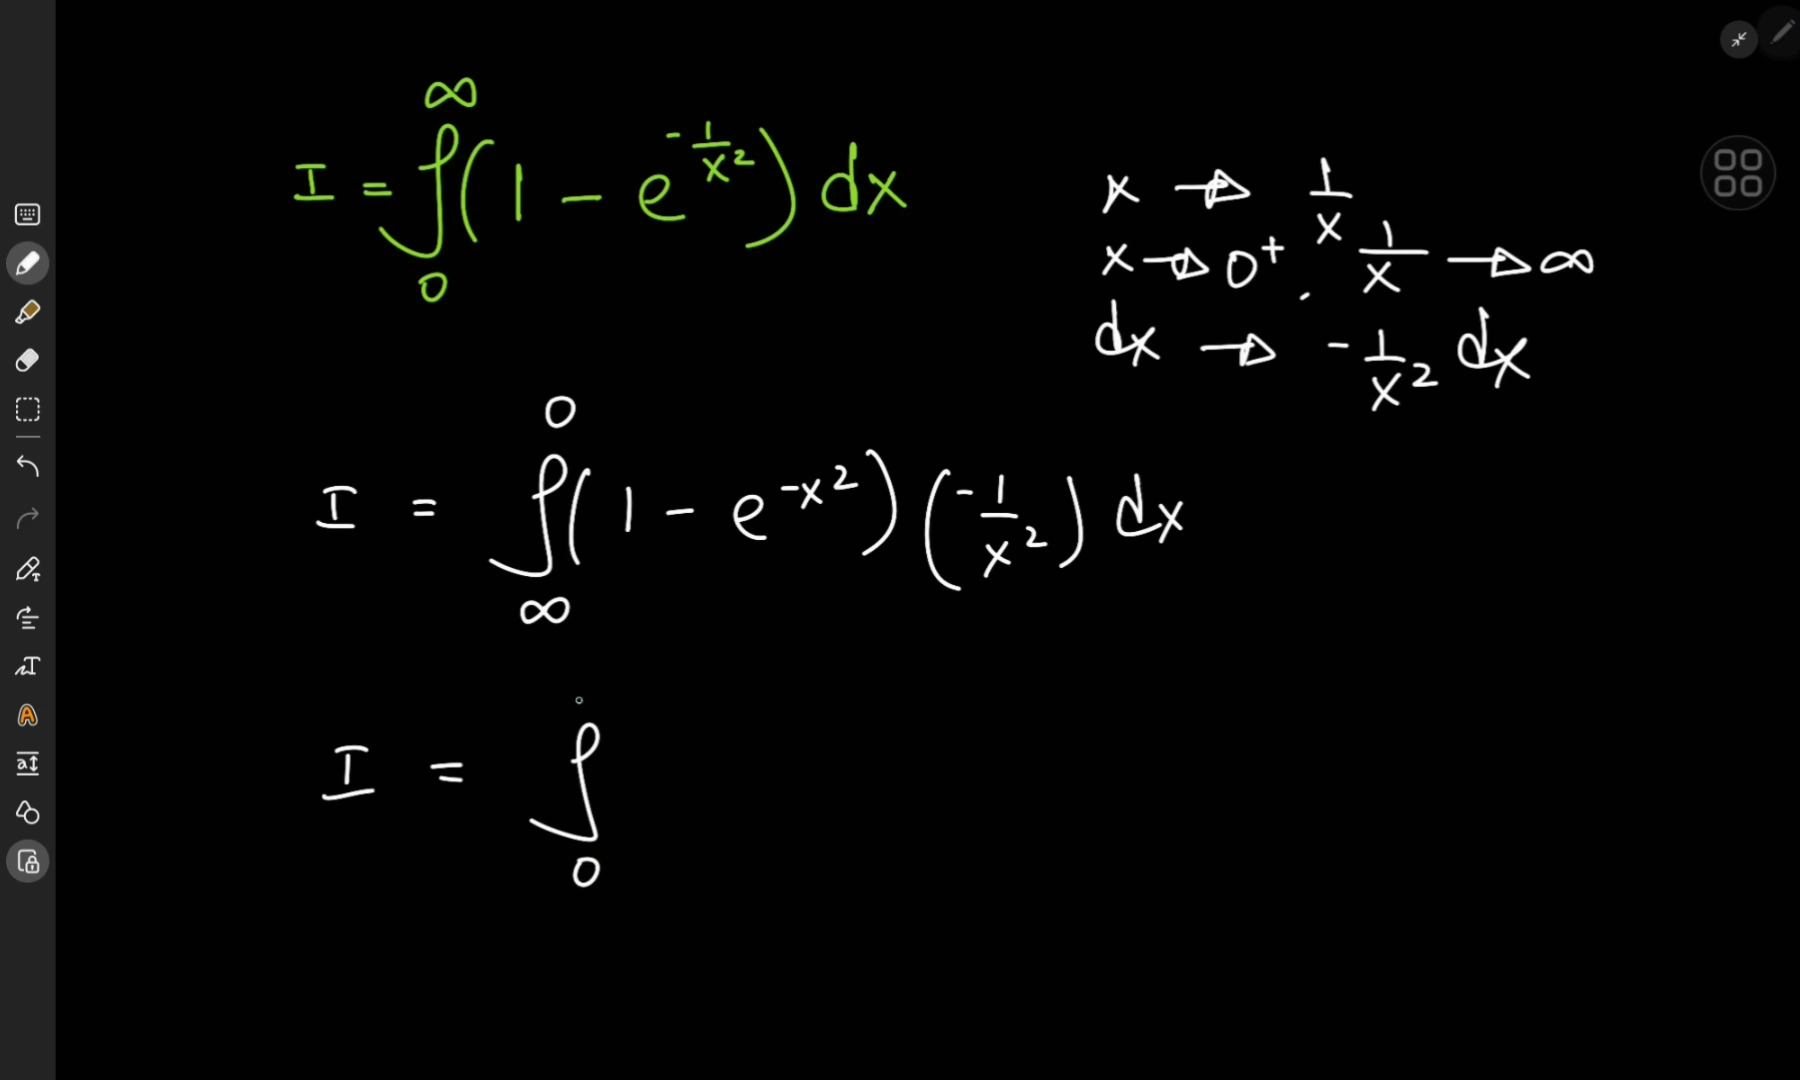 I = ∫₀^∞ (1 - e^(-1/x²)) dx
x → 1/x
x → 0⁺, 1/x → ∞
dx → -1/x² dx
I = ∫_∞^0 (1 - e^(-x²)) (-1/x²) dx
I = ∫₀